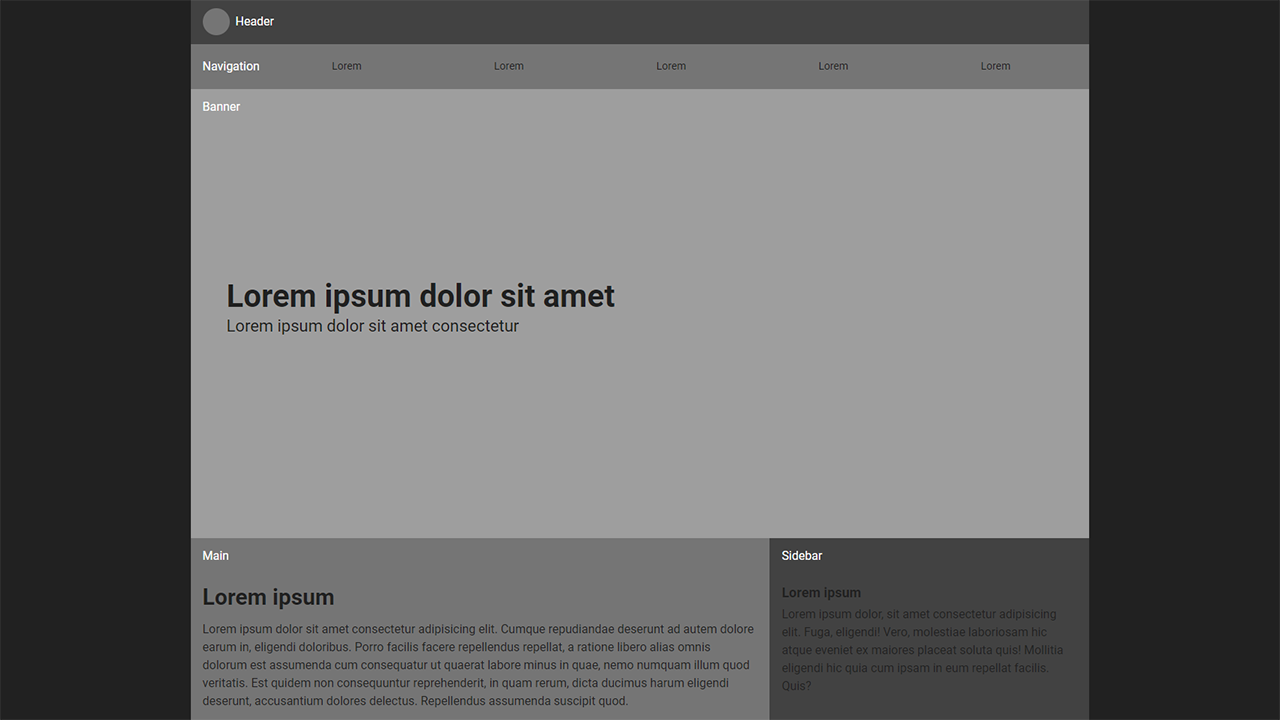 Header
Navigation Lorem Lorem Lorem Lorem Lorem
Banner
Lorem ipsum dolor sit amet
Lorem ipsum dolor sit amet consectetur
Main
Lorem ipsum
Lorem ipsum dolor sit amet consectetur adipisicing elit. Cumque repudiandae deserunt ad autem dolore
earum in, eligendi doloribus. Porro facilis facere repellendus repellat, a ratione libero alias omnis
dolorum est assumenda cum consequatur ut quaerat labore minus in quae, nemo numquam illum quod
veritatis. Est quidem non consequuntur reprehenderit, in quam rerum, dicta ducimus harum eligendi
deserunt, accusantium dolores delectus. Repellendus assumenda suscipit quod.
Sidebar
Lorem ipsum
Lorem ipsum dolor, sit amet consectetur adipisicing
elit. Fuga, eligendi! Vero, molestiae laboriosam hic
atque eveniet ex maiores placeat soluta quis! Mollitia
eligendi hic quia cum ipsam in eum repellat facilis.
Quis?